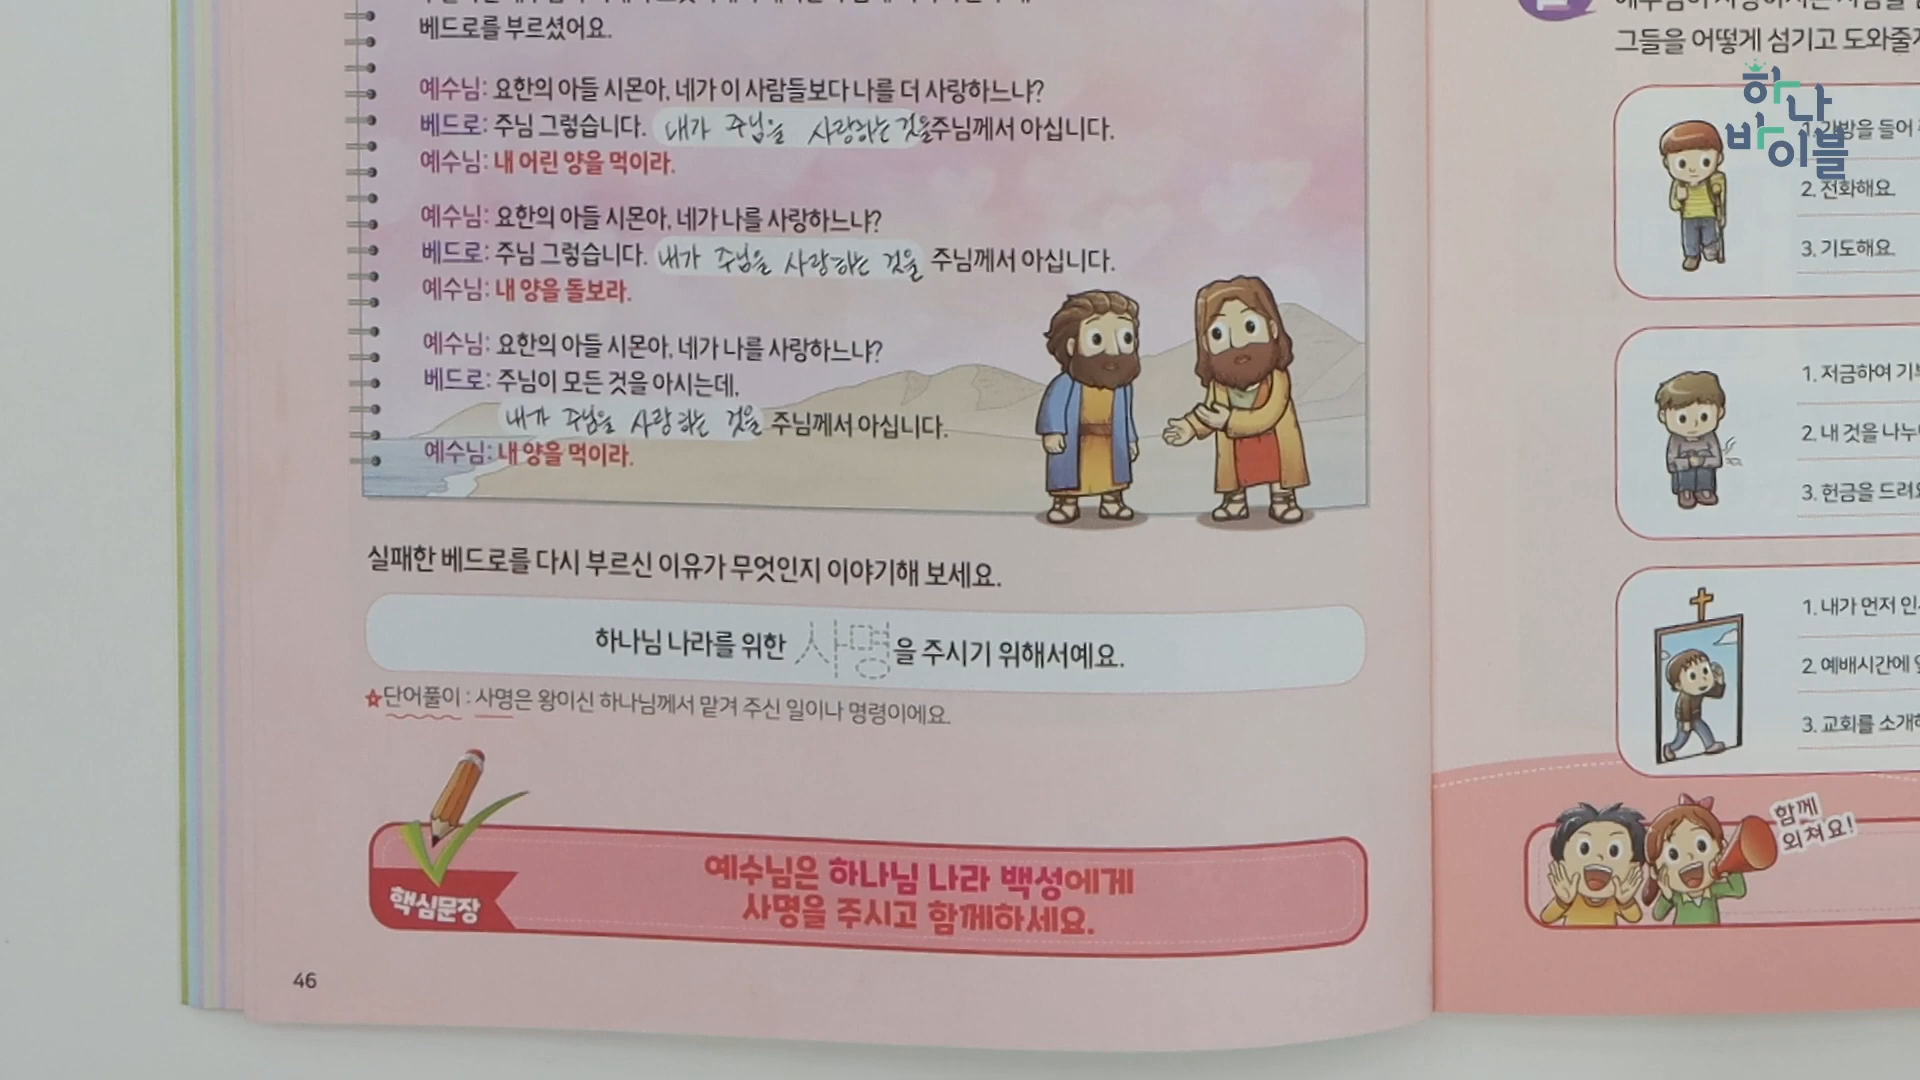 베드로를 부르셨어요.
예수님: 요한의 아들 시몬아, 네가 이 사람들보다 나를 더 사랑하느냐?
베드로: 주님 그렇습니다. 내가 주님을 사랑하는 것을 주님께서 아십니다.
예수님: 내 어린 양을 먹이라.
예수님: 요한의 아들 시몬아, 네가 나를 사랑하느냐?
베드로: 주님 그렇습니다. 내가 주님을 사랑하는 것을 주님께서 아십니다.
예수님: 내 양을 돌보라.
예수님: 요한의 아들 시몬아, 네가 나를 사랑하느냐?
베드로: 주님이 모든 것을 아시는데,
내가 주님을 사랑하는 것을 주님께서 아십니다.
예수님: 내 양을 먹이라.
실패한 베드로를 다시 부르신 이유가 무엇인지 이야기해 보세요.
하나님 나라를 위한 사명을 주시기 위해서예요.
단어풀이 : 사명은 왕이신 하나님께서 맡겨 주신 일이나 명령이에요.
핵심문장
예수님은 하나님 나라 백성에게
사명을 주시고 함께하세요.
46
그들을 어떻게 섬기고
하나
바이블
1. 가방을 들어
2. 전화해요.
3. 기도해요.
1. 저금하여
2. 내 것을
3. 헌금을
1. 내가 먼저
2. 예배시간에
3. 교회를
함께
외쳐요!